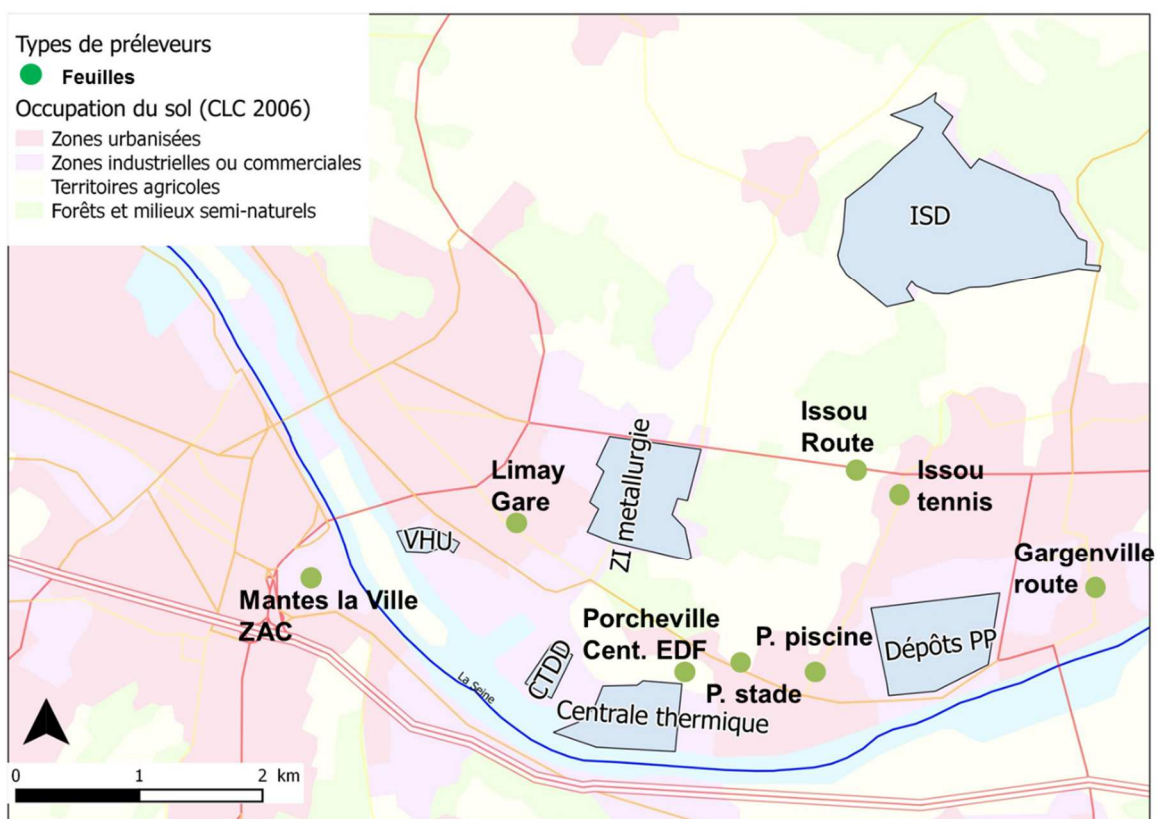 Types de préleveurs
Feuilles
Occupation du sol (CLC 2006)
Zones urbanisées
Zones industrielles ou commerciales
Territoires agricoles
Forêts et milieux semi-naturels
ISD
Issou
Route
Issou
tennis
Limay
Gare
ZI metallurgie
VHU
Gargenville
route
Mantes la Ville
ZAC
Porcheville
Cent. EDF
P. piscine
P. stade
Dépôts PP
CTDD
La Seine
Centrale thermique
0 1 2 km